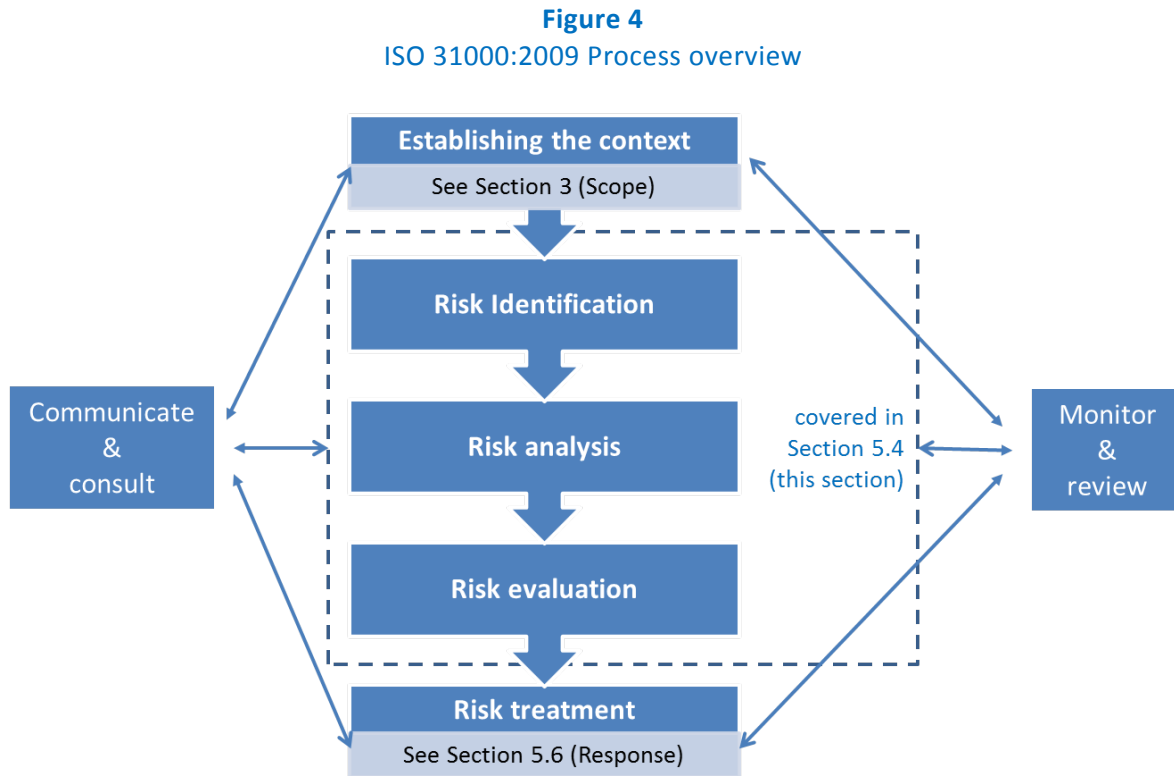 Figure 4
ISO 31000:2009 Process overview
Establishing the context
See Section 3 (Scope)
Risk Identification
Communicate
&
consult
Risk analysis
covered in
Section 5.4
(this section)
Monitor
&
review
Risk evaluation
Risk treatment
See Section 5.6 (Response)